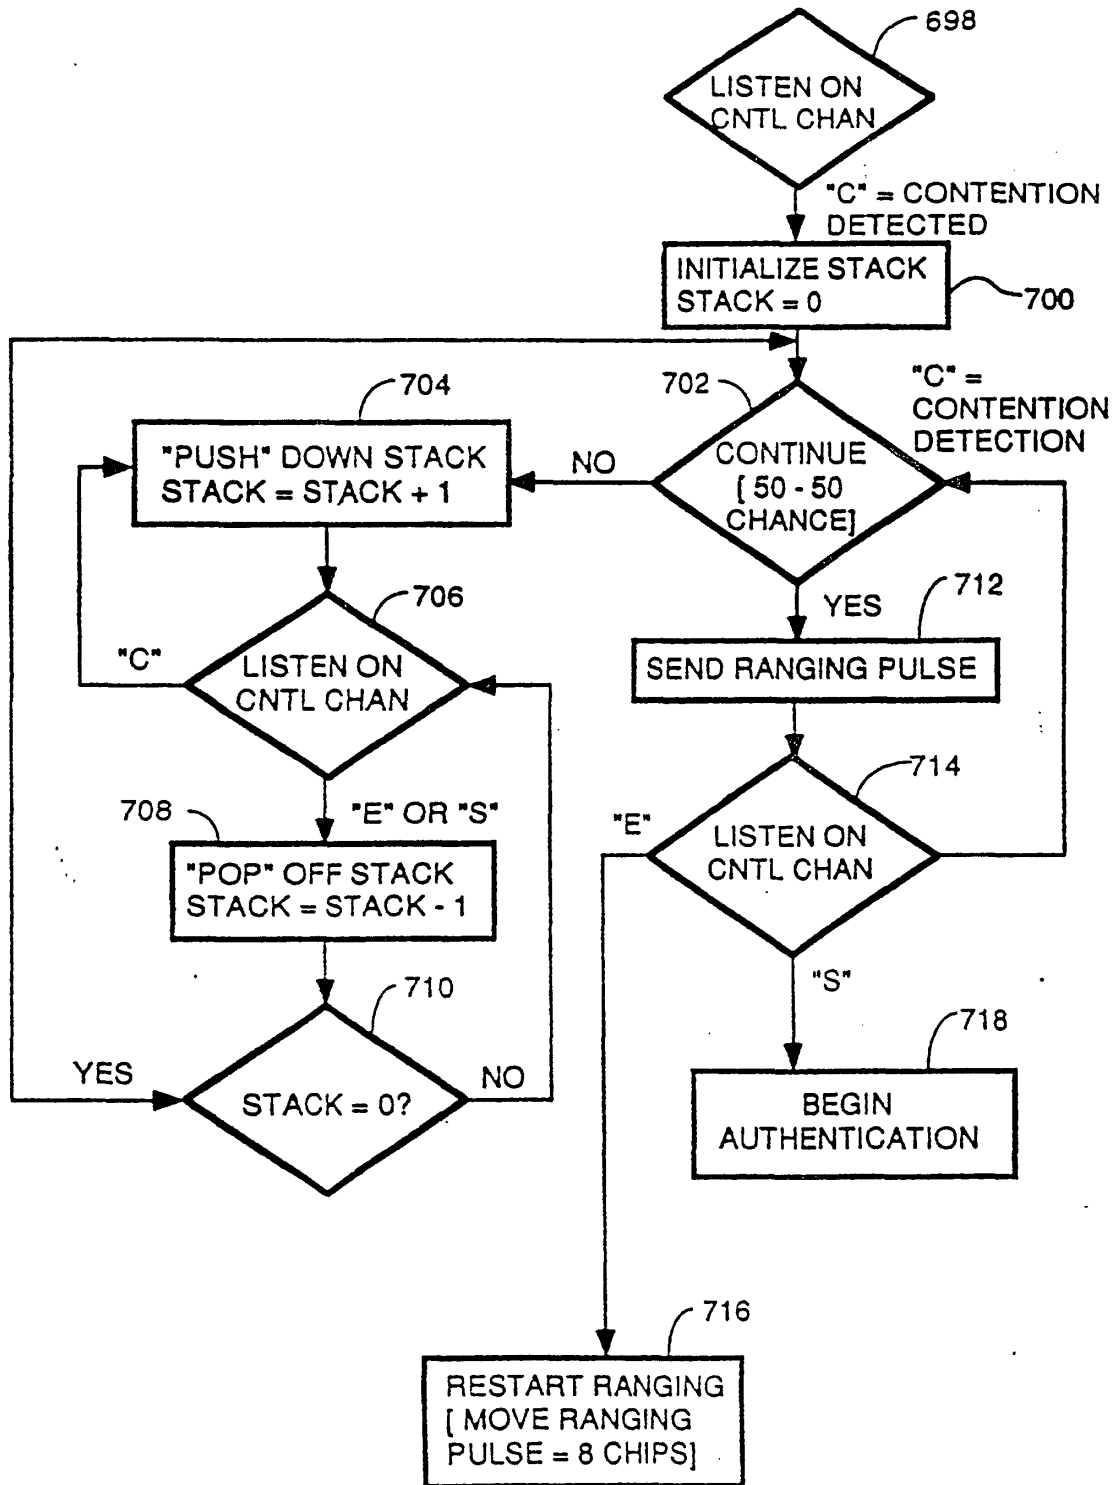 698
LISTEN ON
CNTL CHAN
"C" = CONTENTION
DETECTED
INITIALIZE STACK
STACK = 0
700
704
"PUSH" DOWN STACK
STACK = STACK + 1
NO
702
CONTINUE
[ 50 - 50
CHANCE]
"C" =
CONTENTION
DETECTION
YES
706
"C"
LISTEN ON
CNTL CHAN
712
SEND RANGING PULSE
"E" OR "S"
708
"POP" OFF STACK
STACK = STACK - 1
714
"E"
LISTEN ON
CNTL CHAN
"S"
710
YES
STACK = 0?
NO
718
BEGIN
AUTHENTICATION
716
RESTART RANGING
[ MOVE RANGING
PULSE = 8 CHIPS]